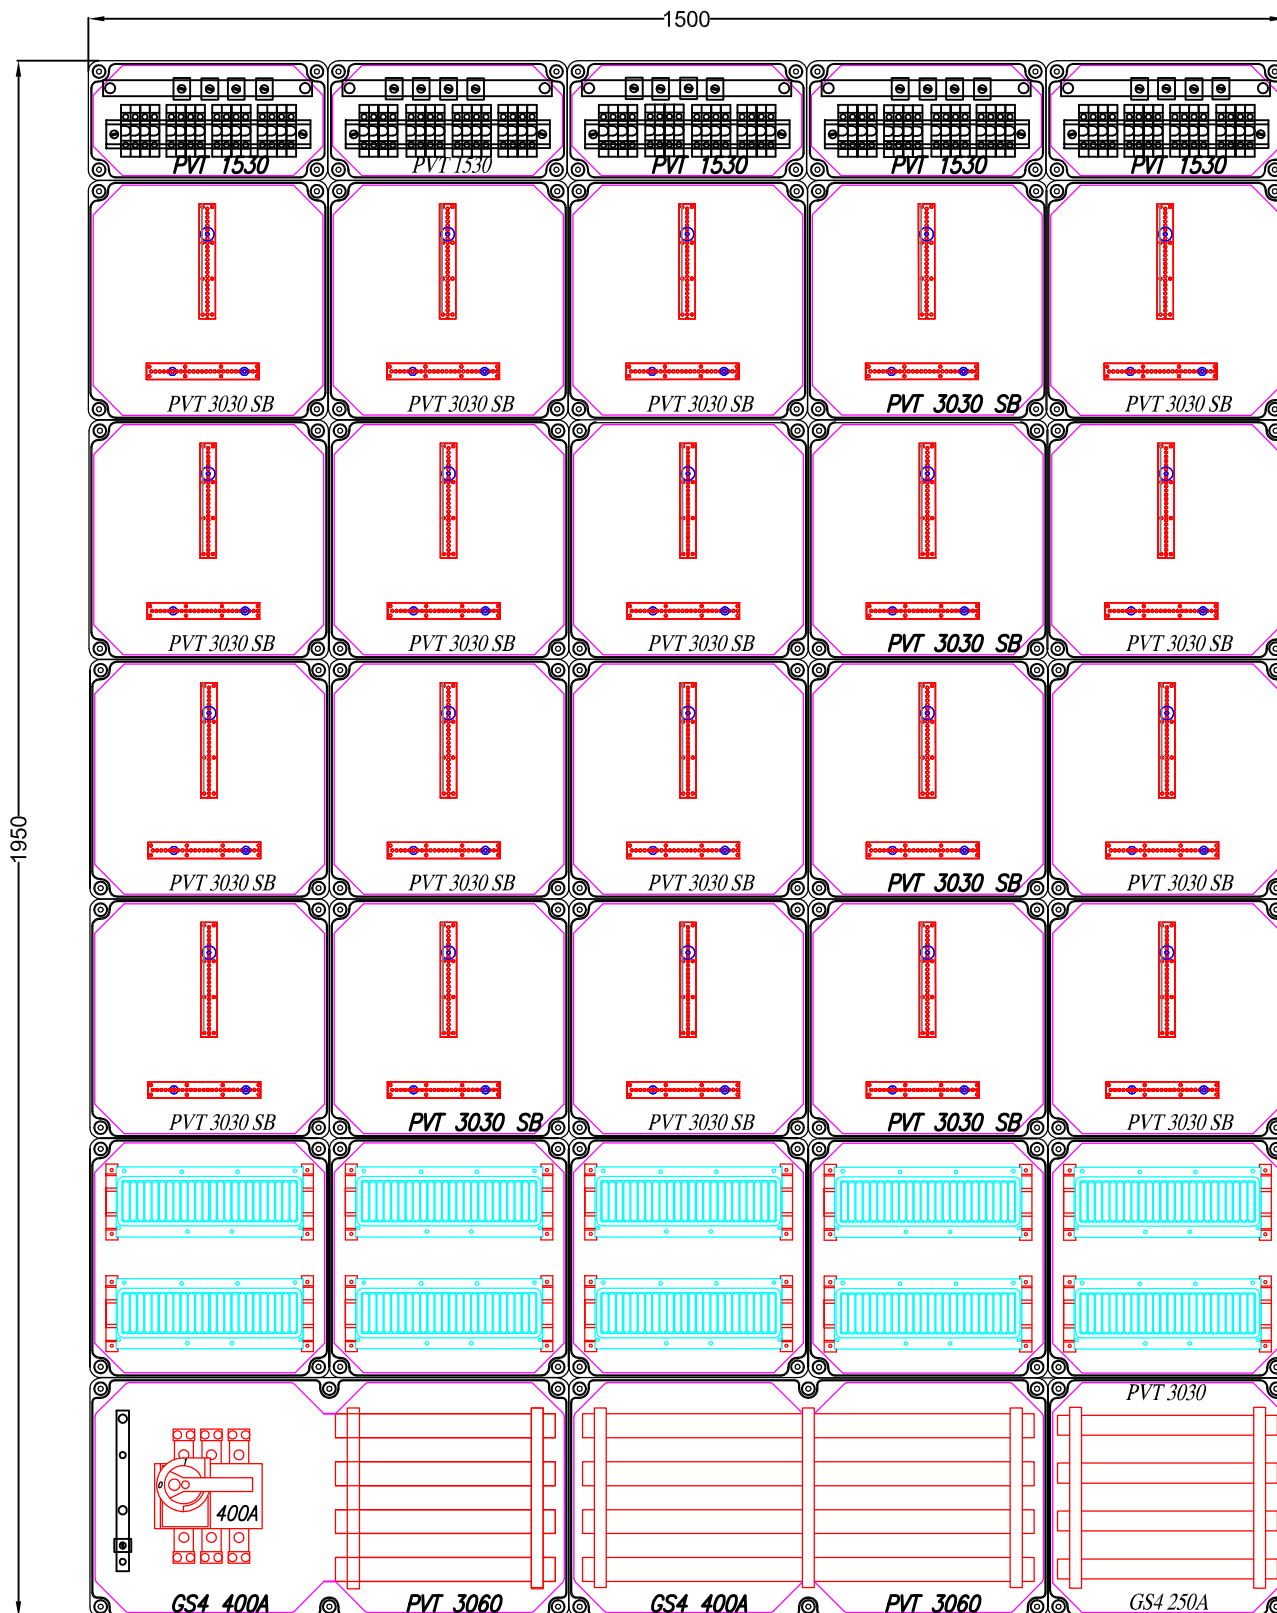 1500
PVT 1530 PVT 1530 PVT 1530 PVT 1530 PVT 1530
PVT 3030 SB PVT 3030 SB PVT 3030 SB PVT 3030 SB PVT 3030 SB
PVT 3030 SB PVT 3030 SB PVT 3030 SB PVT 3030 SB PVT 3030 SB
1950
PVT 3030 SB PVT 3030 SB PVT 3030 SB PVT 3030 SB PVT 3030 SB
PVT 3030 SB PVT 3030 SB PVT 3030 SB PVT 3030 SB PVT 3030 SB
PVT 3030
I
0
400A
GS4 400A PVT 3060 GS4 400A PVT 3060 GS4 250A